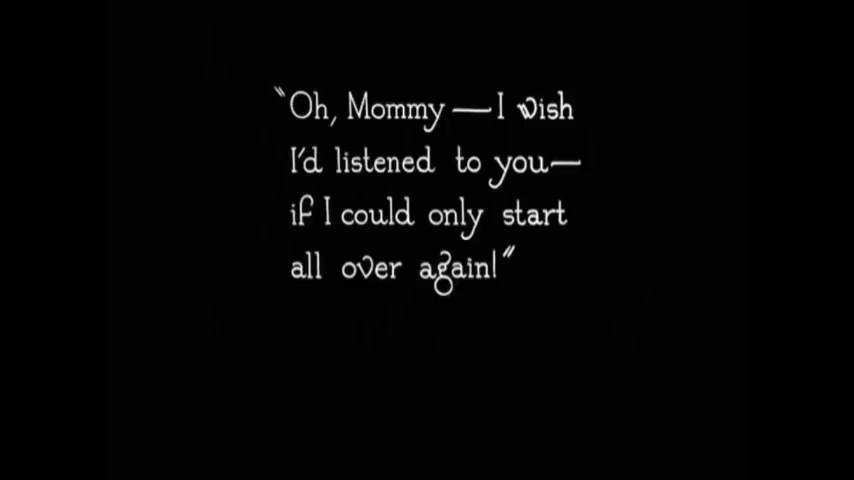 "Oh, Mommy — I wish
I'd listened to you —
if I could only start
all over again!"